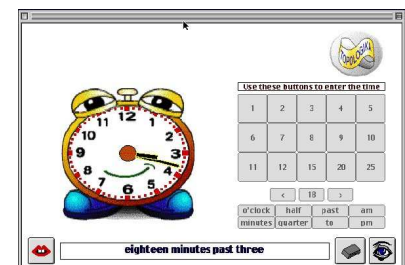 TOPOLOGIKA
Use these buttons to enter the time
12
11 1
10 2
9 3
8 4
7 5
6
1 2 3 4 5
6 7 8 9 10
11 12 15 20 25
‹ 18 ›
o'clock half past am
minutes quarter to pm
eighteen minutes past three